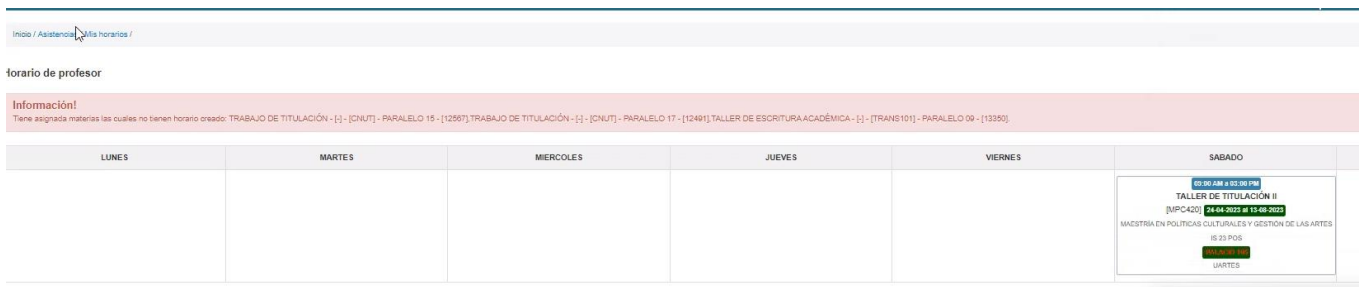 Inicio / Asistencias / Mis horarios /
Horario de profesor
Información!
Tiene asignada materias las cuales no tienen horario creado: TRABAJO DE TITULACIÓN - [-] - [CNUT] - PARALELO 15 - [12567],TRABAJO DE TITULACIÓN - [-] - [CNUT] - PARALELO 17 - [12491],TALLER DE ESCRITURA ACADÉMICA - [-] - [TRANS101] - PARALELO 09 - [13350],
LUNES MARTES MIERCOLES JUEVES VIERNES SABADO
09:00 AM a 03:00 PM
TALLER DE TITULACIÓN II
[MPC420] 24-04-2023 al 13-08-2023
MAESTRÍA EN POLÍTICAS CULTURALES Y GESTIÓN DE LAS ARTES
IS 23 POS
UARTES